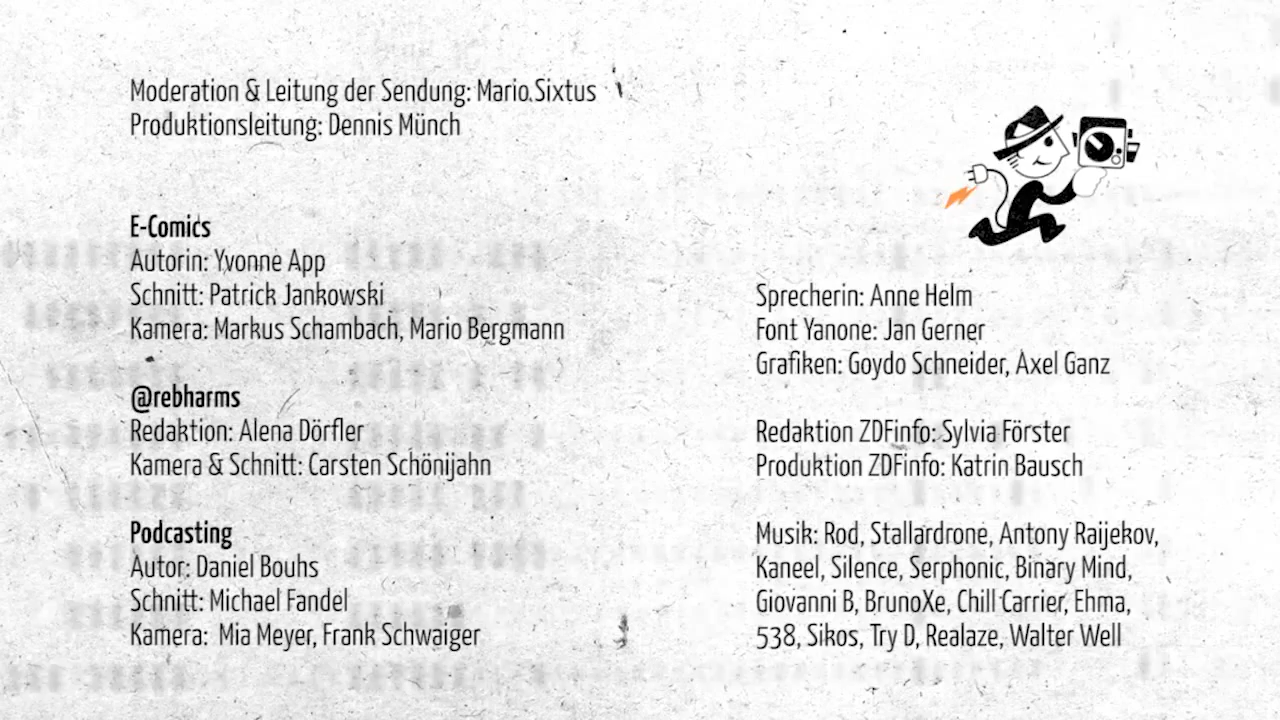 Moderation & Leitung der Sendung: Mario Sixtus
Produktionsleitung: Dennis Münch
E-Comics
Autorin: Yvonne App
Schnitt: Patrick Jankowski
Kamera: Markus Schambach, Mario Bergmann
@rebharms
Redaktion: Alena Dörfler
Kamera & Schnitt: Carsten Schönijahn
Podcasting
Autor: Daniel Bouhs
Schnitt: Michael Fandel
Kamera: Mia Meyer, Frank Schwaiger
Sprecherin: Anne Helm
Font Yanone: Jan Gerner
Grafiken: Goydo Schneider, Axel Ganz
Redaktion ZDFinfo: Sylvia Förster
Produktion ZDFinfo: Katrin Bausch
Musik: Rod, Stallardrone, Antony Raijekov,
Kaneel, Silence, Serphonic, Binary Mind,
Giovanni B, BrunoXe, Chill Carrier, Ehma,
538, Sikos, Try D, Realaze, Walter Well